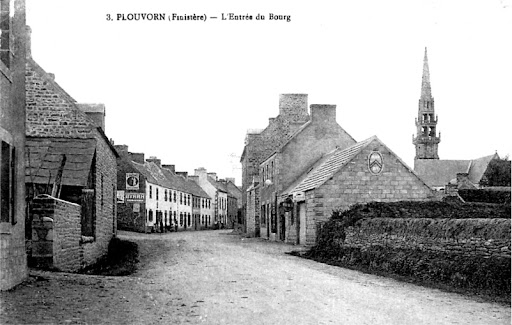 3. PLOUVORN (Finistère) — L'Entrée du Bourg